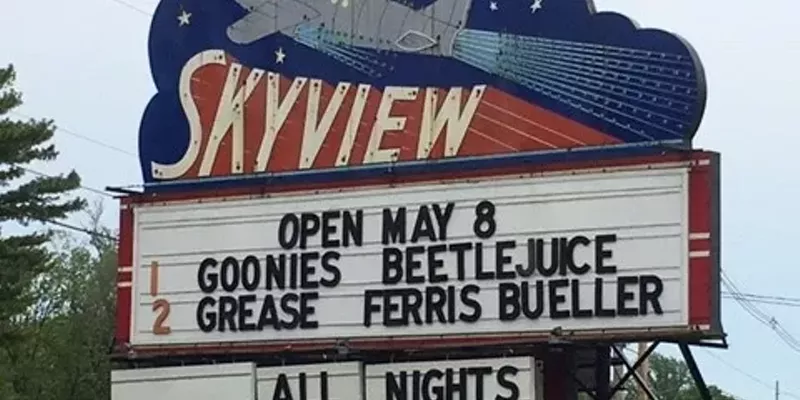 SKYVIEW
OPEN MAY 8
1 GOONIES BEETLEJUICE
2 GREASE FERRIS BUELLER
ALL NIGHTS